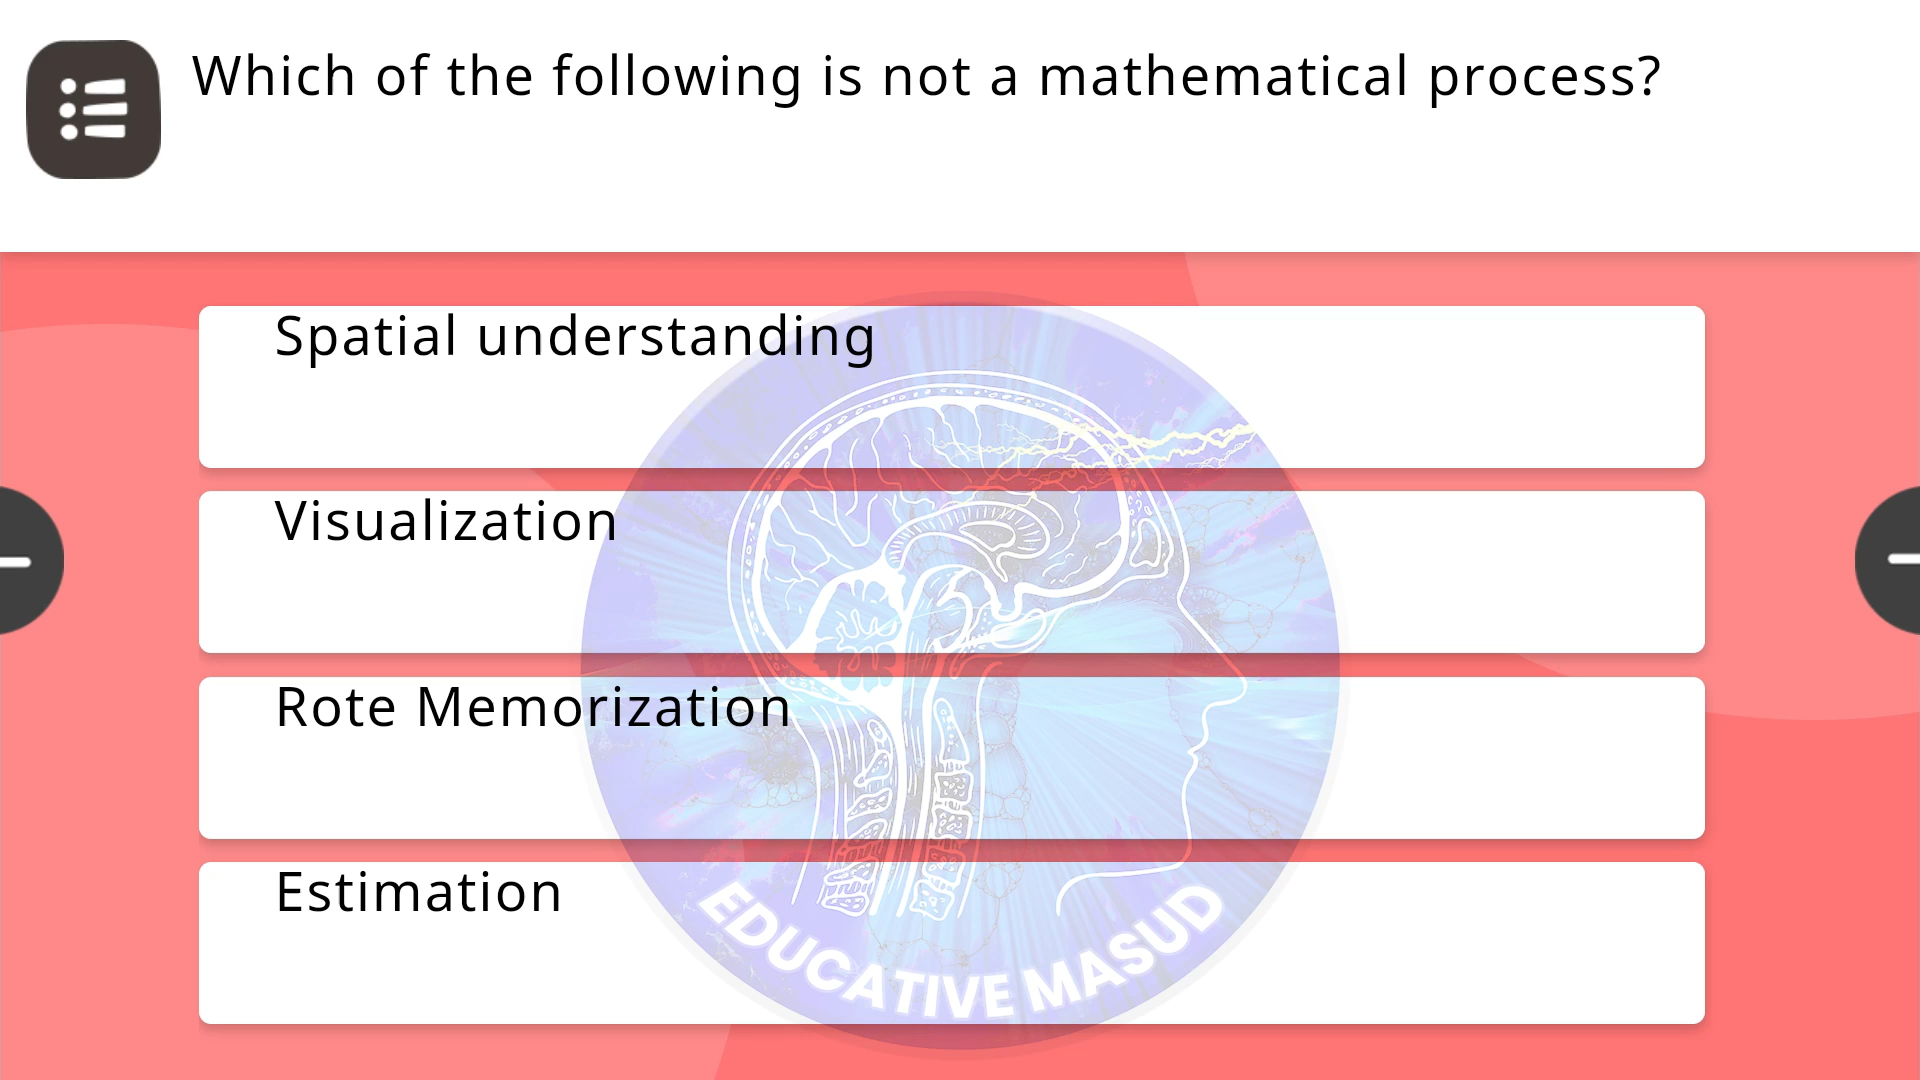 Which of the following is not a mathematical process?
Spatial understanding
Visualization
Rote Memorization
Estimation
EDUCATIVE MASUD